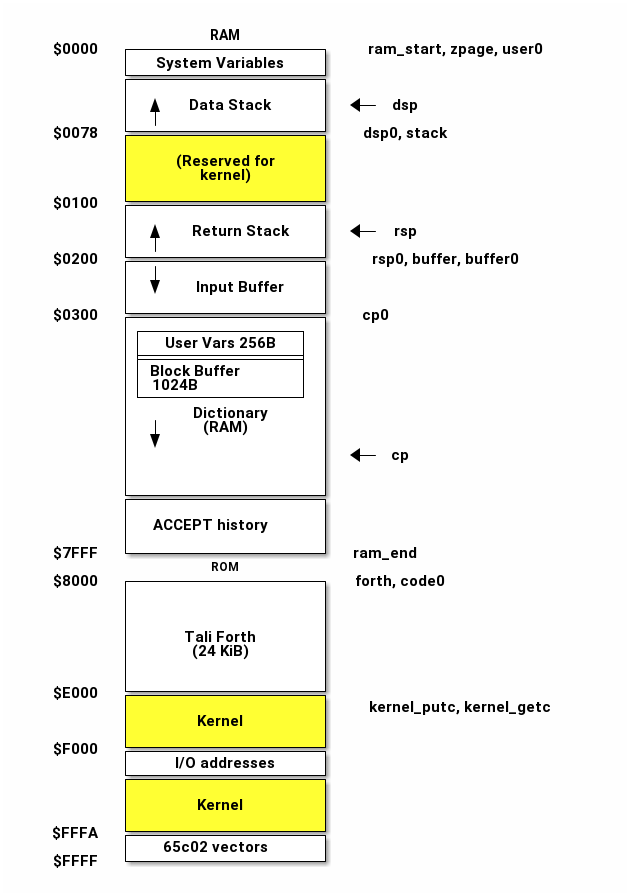 RAM
$0000
ram_start, zpage, user0
System Variables
Data Stack
dsp
$0078
dsp0, stack
(Reserved for
kernel)
$0100
Return Stack
rsp
$0200
rsp0, buffer, buffer0
Input Buffer
$0300
cp0
User Vars 256B
Block Buffer
1024B
Dictionary
(RAM)
cp
ACCEPT history
$7FFF
ram_end
ROM
$8000
forth, code0
Tali Forth
(24 KiB)
$E000
kernel_putc, kernel_getc
Kernel
$F000
I/O addresses
Kernel
$FFFA
65c02 vectors
$FFFF